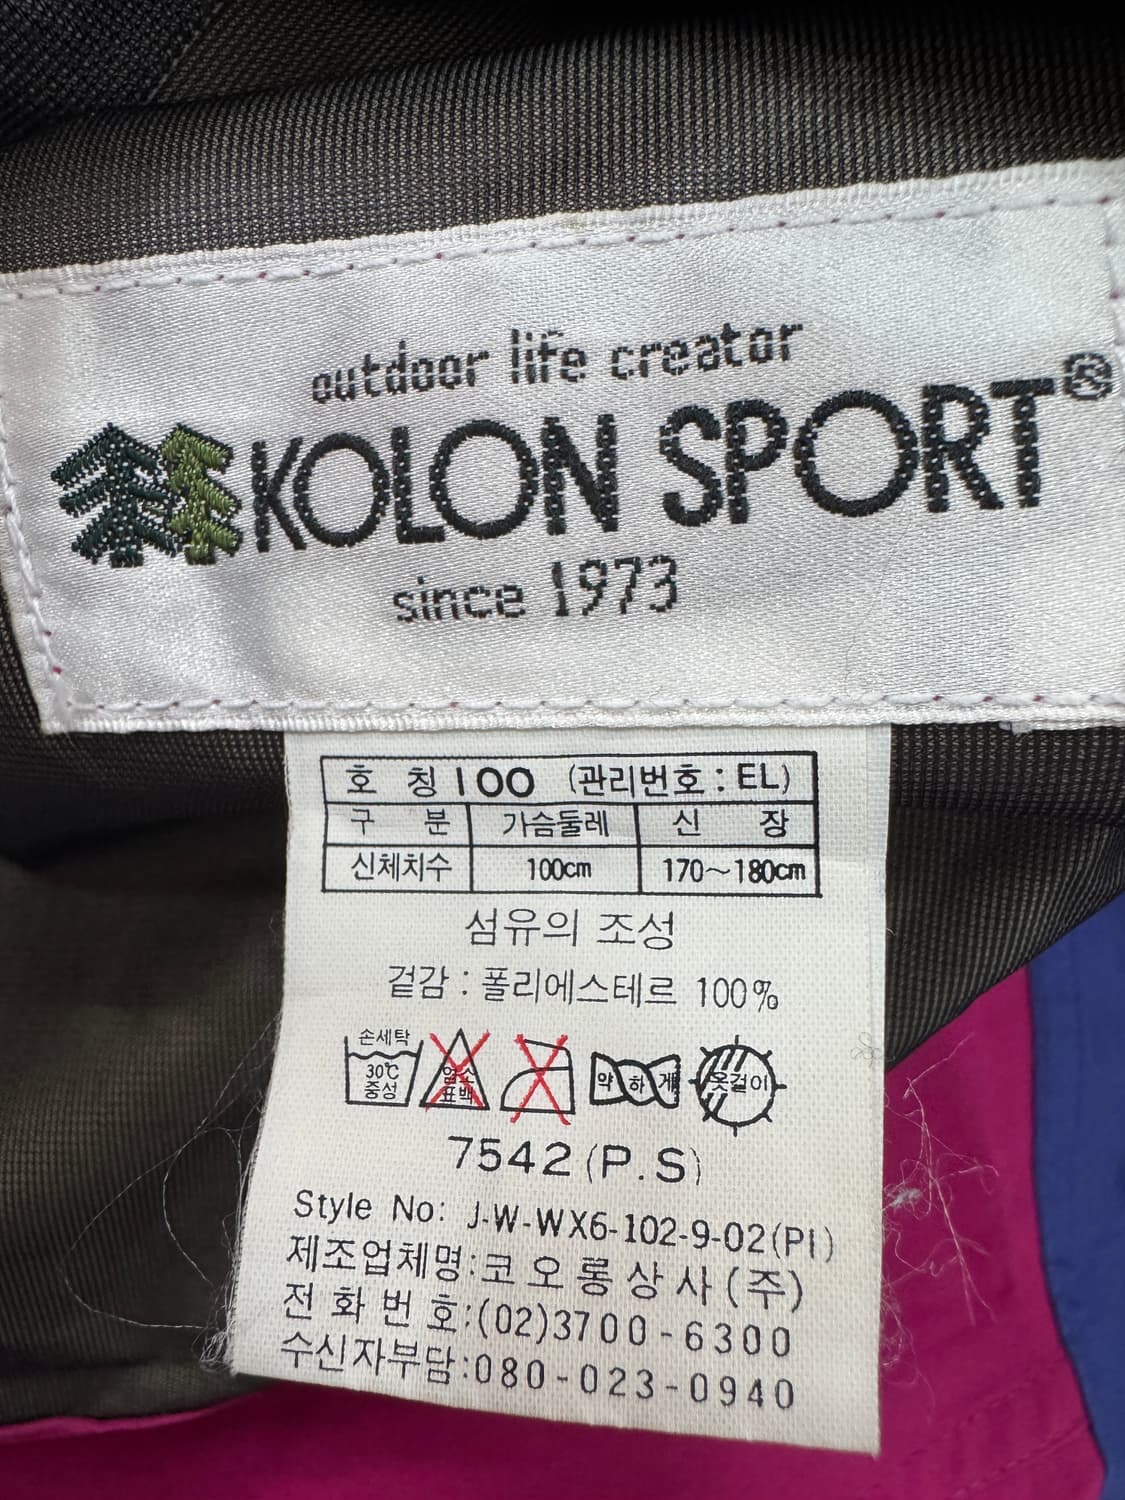 outdoor life creator
KOLON SPORT®
since 1973
호 칭 100 (관리번호 : EL)
구 분 가슴둘레 신 장
신체치수 100cm 170~180cm
섬유의 조성
겉감 : 폴리에스테르 100%
손세탁
30℃
중성
염소
표백
약하게
옷걸이
7542(P.S)
Style No: J-W-WX6-102-9-02(PI)
제조업체명:코오롱상사(주)
전화번호:(02)3700-6300
수신자부담:080-023-0940